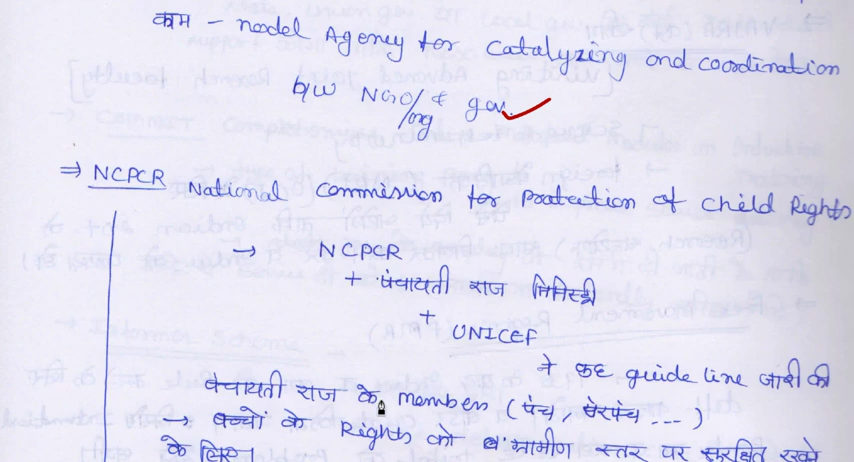 काम - nodel Agency for Catalyzing and coordination
b/w NGO/org & gov.
⇒ NCPCR National Commission for protection of Child Rights
→ NCPCR
+ पंचायती राज मिनिस्ट्री
+
UNICEF
→ कुछ guide line जारी की
पंचायती राज के members (पंच, सरपंच ...)
→ बच्चों के Rights को ग्रामीण स्तर पर सुरक्षित रखने
के लिए।